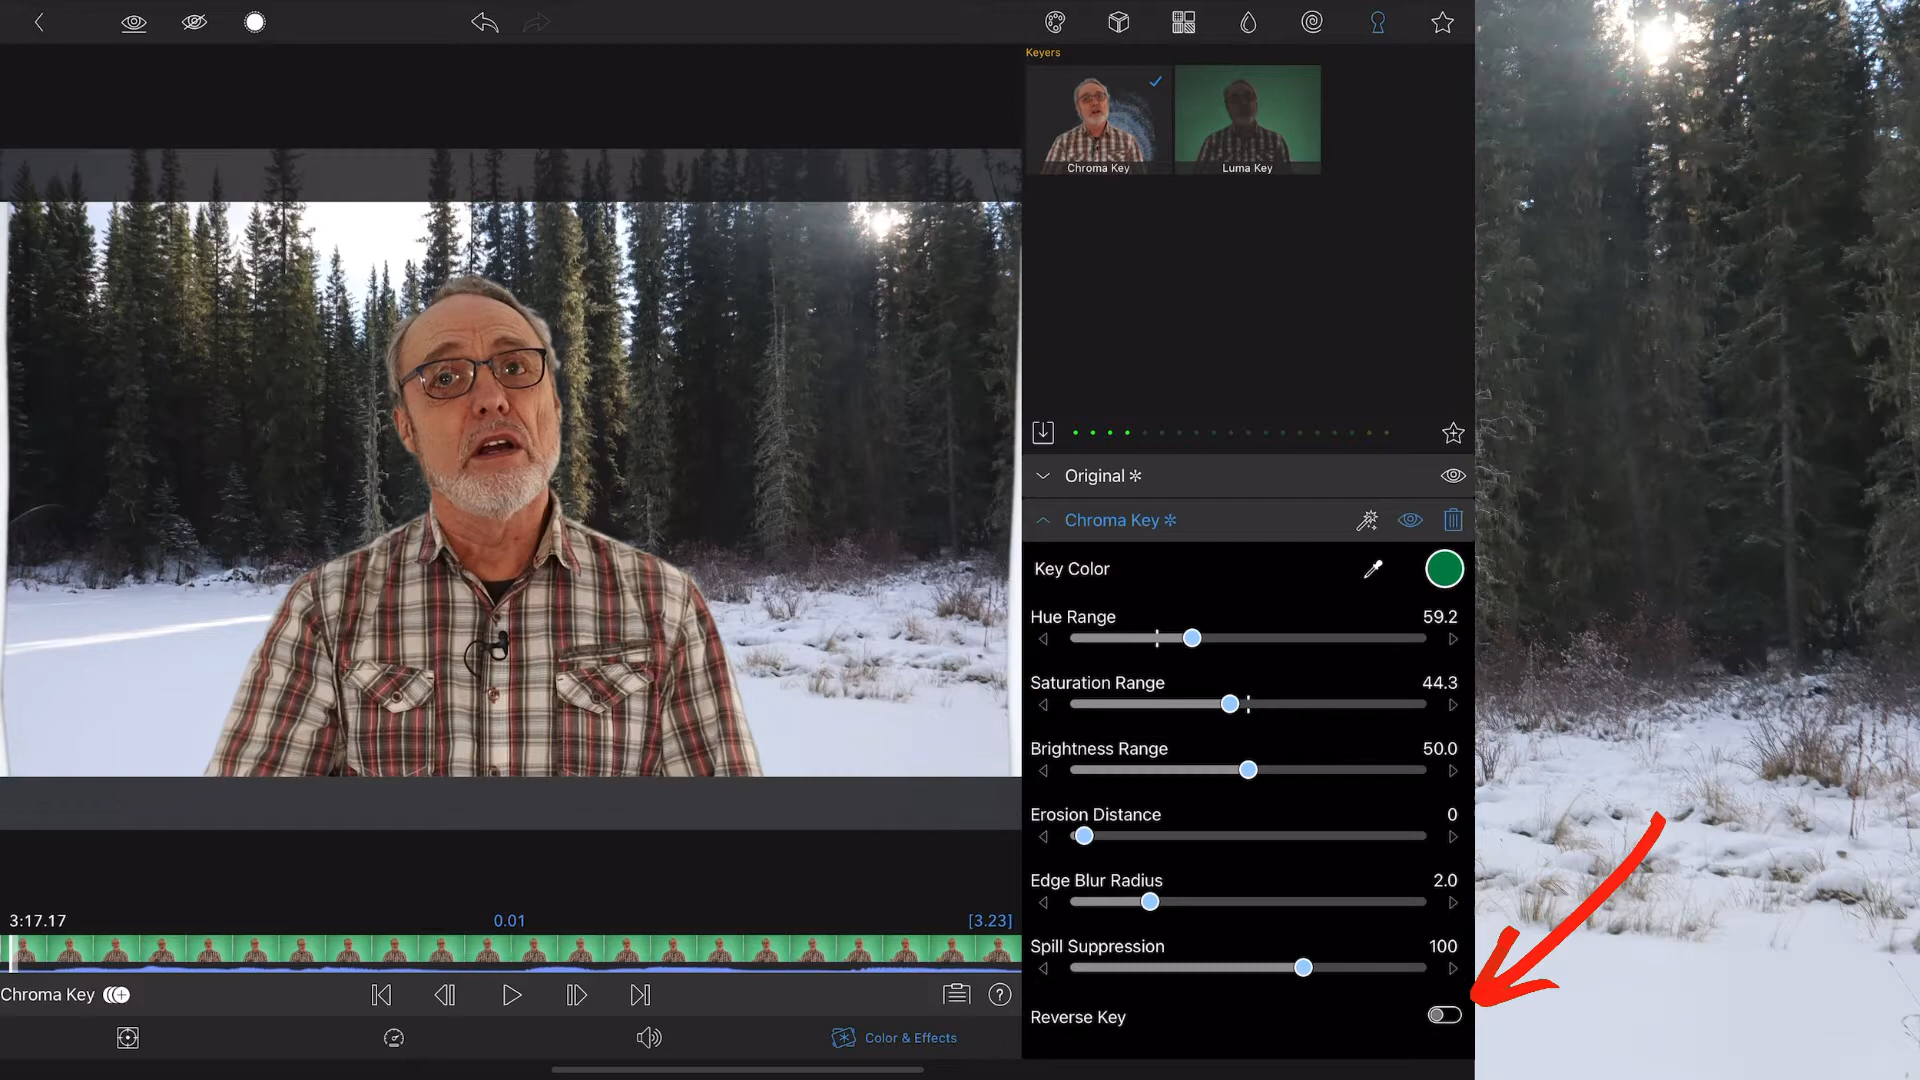 Keyers
Chroma Key
Luma Key
Original
Chroma Key
Key Color
Hue Range 59.2
Saturation Range 44.3
Brightness Range 50.0
Erosion Distance 0
Edge Blur Radius 2.0
Spill Suppression 100
Reverse Key
3:17.17 0.01 [3.23]
Chroma Key
?
Color & Effects